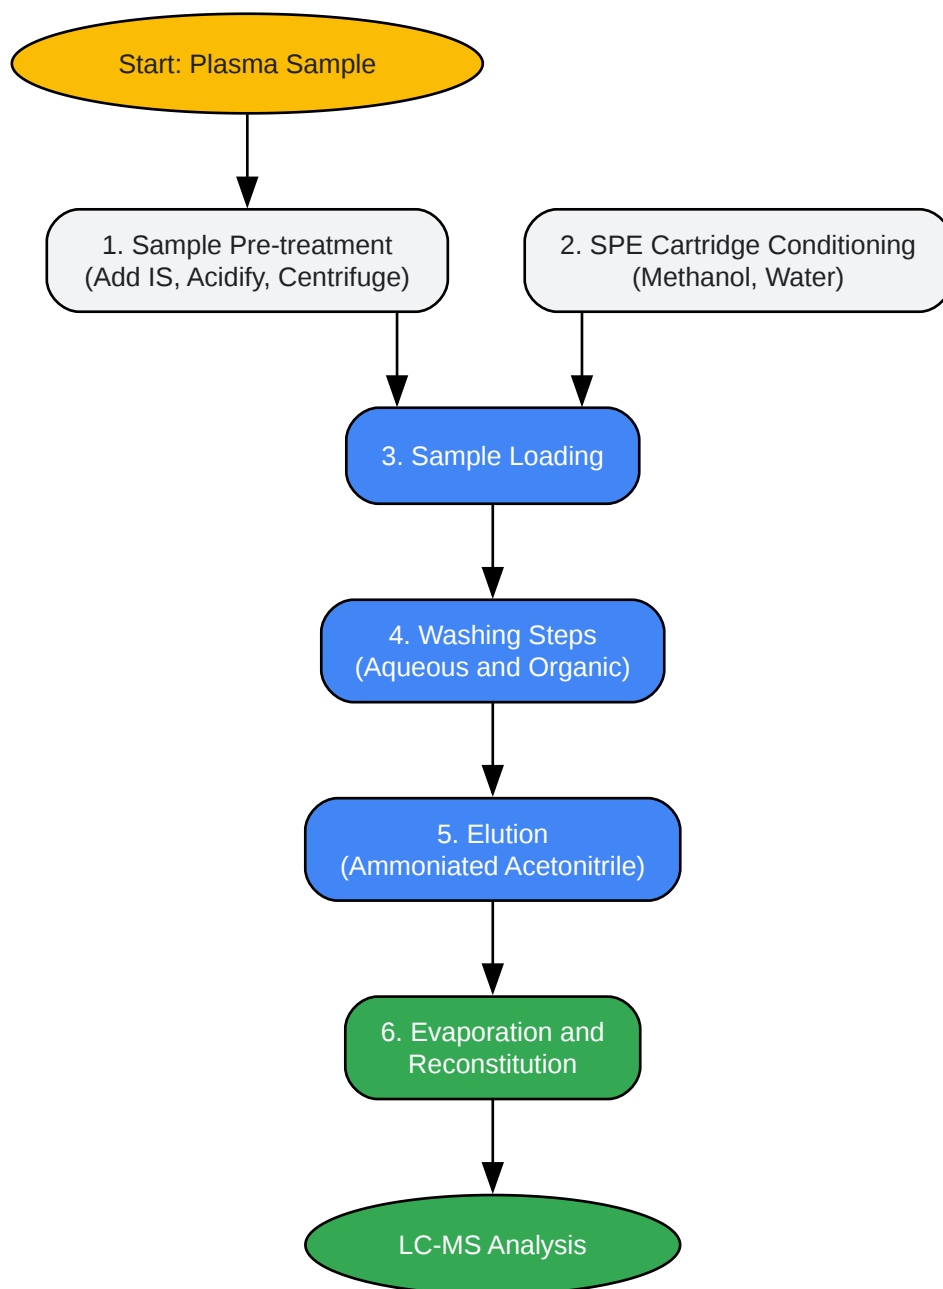 Start: Plasma Sample
1. Sample Pre-treatment
(Add IS, Acidify, Centrifuge)
2. SPE Cartridge Conditioning
(Methanol, Water)
3. Sample Loading
4. Washing Steps
(Aqueous and Organic)
5. Elution
(Ammoniated Acetonitrile)
6. Evaporation and
Reconstitution
LC-MS Analysis